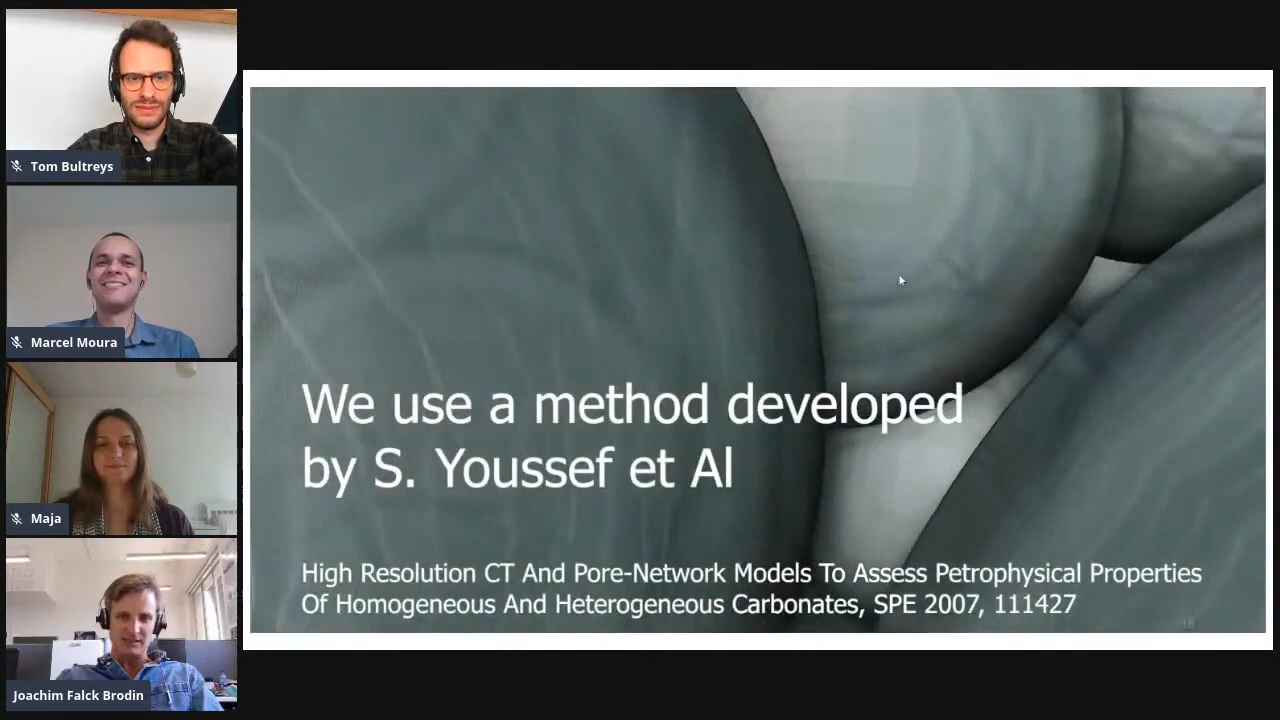 Tom Bultreys
Marcel Moura
Maja
Joachim Falck Brodin
We use a method developed
by S. Youssef et Al
High Resolution CT And Pore-Network Models To Assess Petrophysical Properties
Of Homogeneous And Heterogeneous Carbonates, SPE 2007, 111427
18